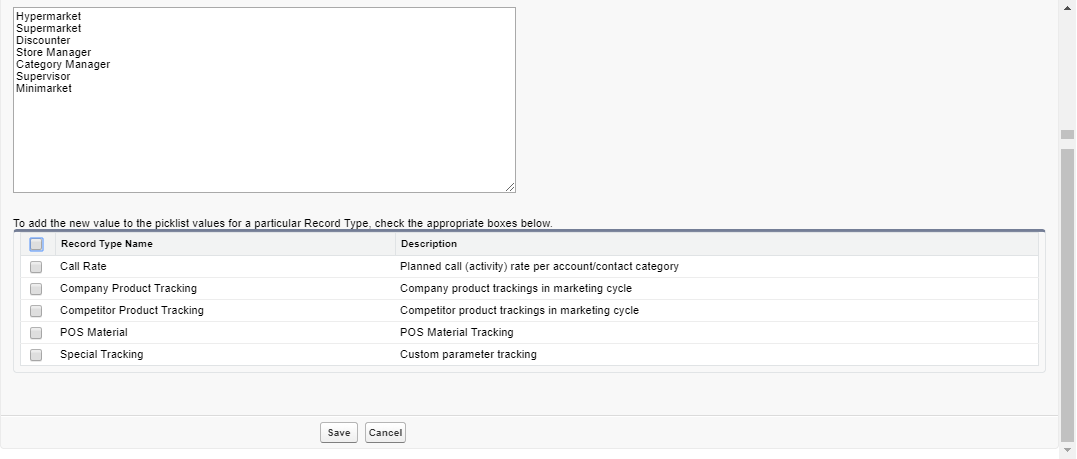 Hypermarket
Supermarket
Discounter
Store Manager
Category Manager
Supervisor
Minimarket
To add the new value to the picklist values for a particular Record Type, check the appropriate boxes below.
Record Type Name Description
Call Rate Planned call (activity) rate per account/contact category
Company Product Tracking Company product trackings in marketing cycle
Competitor Product Tracking Competitor product trackings in marketing cycle
POS Material POS Material Tracking
Special Tracking Custom parameter tracking
Save Cancel